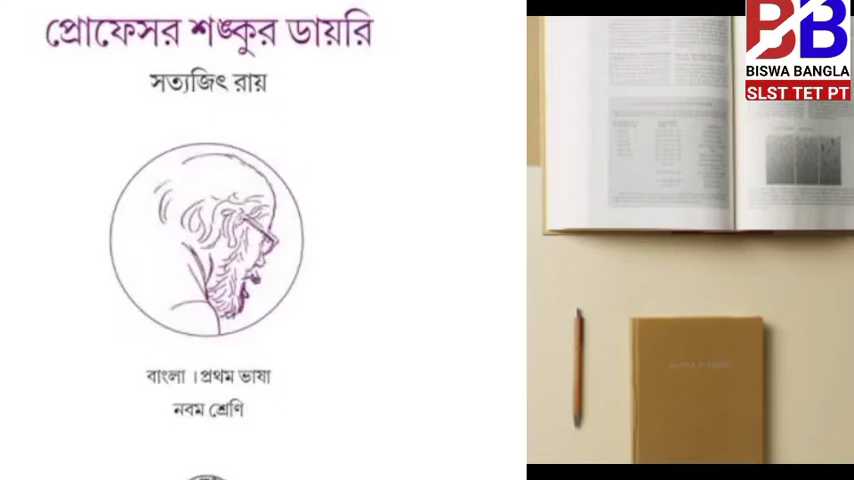 প্রোফেসর শঙ্কুর ডায়রি
সত্যজিৎ রায়
বাংলা । প্রথম ভাষা
নবম শ্রেণি
BB
BISWA BANGLA
SLST TET PT